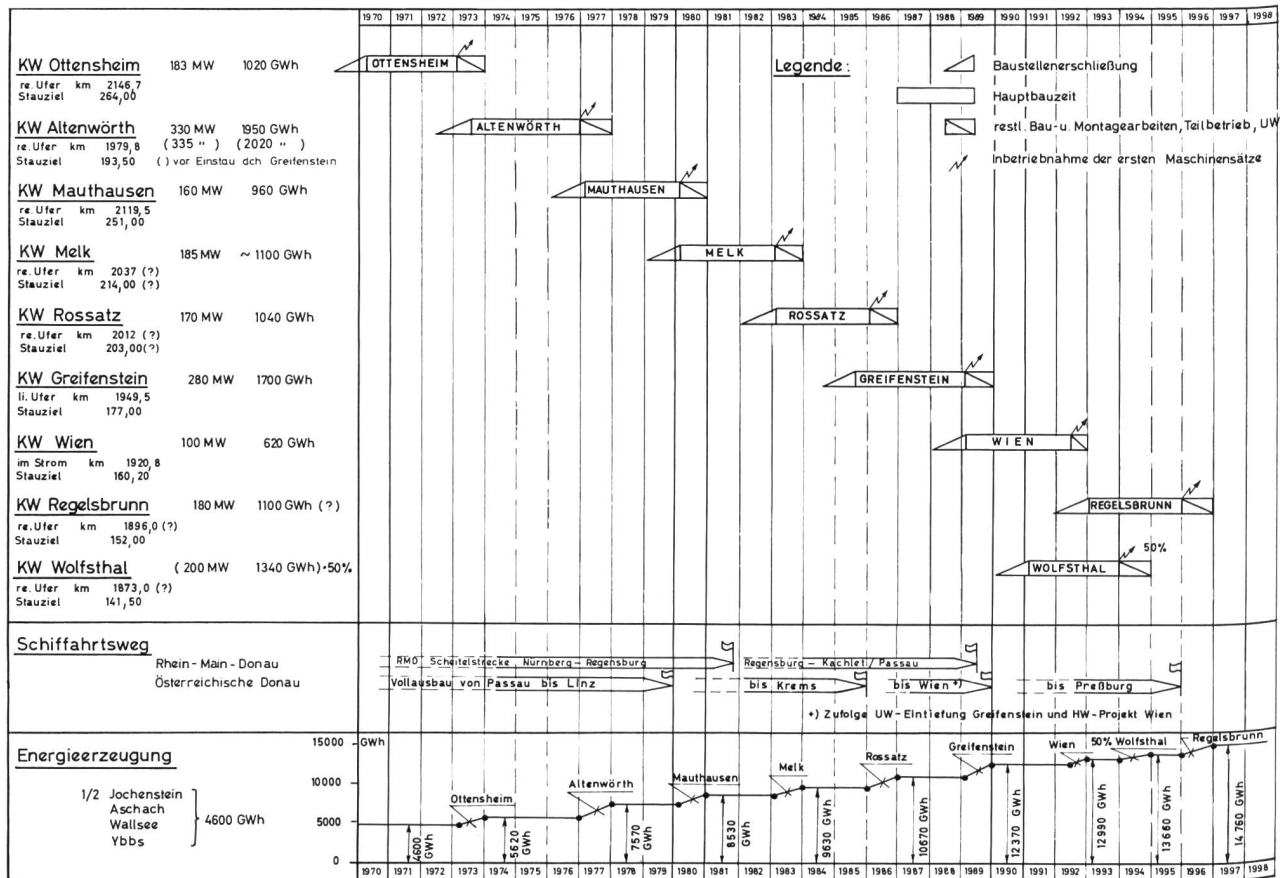 1970 1971 1972 1973 1974 1975 1976 1977 1978 1979 1980 1981 1982 1983 1984 1985 1986 1987 1988 1989 1990 1991 1992 1993 1994 1995 1996 1997 1998
KW Ottensheim 183 MW 1020 GWh
re. Ufer km 2146,7
Stauziel 264,00
OTTENSHEIM
Legende:
Baustellenerschließung
Hauptbauzeit
restl. Bau- u. Montagearbeiten, Teilbetrieb, UW
Inbetriebnahme der ersten Maschinensätze
KW Altenwörth 330 MW 1950 GWh
re. Ufer km 1979,8 (335 " ) (2020 " )
Stauziel 193,50 ( ) vor Einstau dch Greifenstein
ALTENWÖRTH
KW Mauthausen 160 MW 960 GWh
re. Ufer km 2119,5
Stauziel 251,00
MAUTHAUSEN
KW Melk 185 MW ~ 1100 GWh
re. Ufer km 2037 (?)
Stauziel 214,00 (?)
MELK
KW Rossatz 170 MW 1040 GWh
re. Ufer km 2012 (?)
Stauziel 203,00 (?)
ROSSATZ
KW Greifenstein 280 MW 1700 GWh
li. Ufer km 1949,5
Stauziel 177,00
GREIFENSTEIN
KW Wien 100 MW 620 GWh
im Strom km 1920,8
Stauziel 160,20
WIEN
KW Regelsbrunn 180 MW 1100 GWh (?)
re. Ufer km 1896,0 (?)
Stauziel 152,00
REGELSBRUNN
KW Wolfsthal (200 MW 1340 GWh)·50%
re. Ufer km 1873,0 (?)
Stauziel 141,50
WOLFSTHAL 50%
Schiffahrtsweg
Rhein-Main-Donau
RMD Scheitelstrecke Nürnberg-Regensburg
Regensburg-Kachlet/Passau
Österreichische Donau
Vollausbau von Passau bis Linz
bis Krems
bis Wien +)
bis Preßburg
+) Zufolge UW-Eintiefung Greifenstein und HW-Projekt Wien
Energieerzeugung
15000 GWh
10000
5000
0
1/2 Jochenstein
Aschach
Wallsee
Ybbs
4600 GWh
Ottensheim
Altenwörth
Mauthausen
Melk
Rossatz
Greifenstein
Wien
50% Wolfsthal
Regelsbrunn
4600 GWh
5620 GWh
7570 GWh
8530 GWh
9630 GWh
10670 GWh
12370 GWh
12990 GWh
13660 GWh
14760 GWh
1970 1971 1972 1973 1974 1975 1976 1977 1978 1979 1980 1981 1982 1983 1984 1985 1986 1987 1988 1989 1990 1991 1992 1993 1994 1995 1996 1997 1998